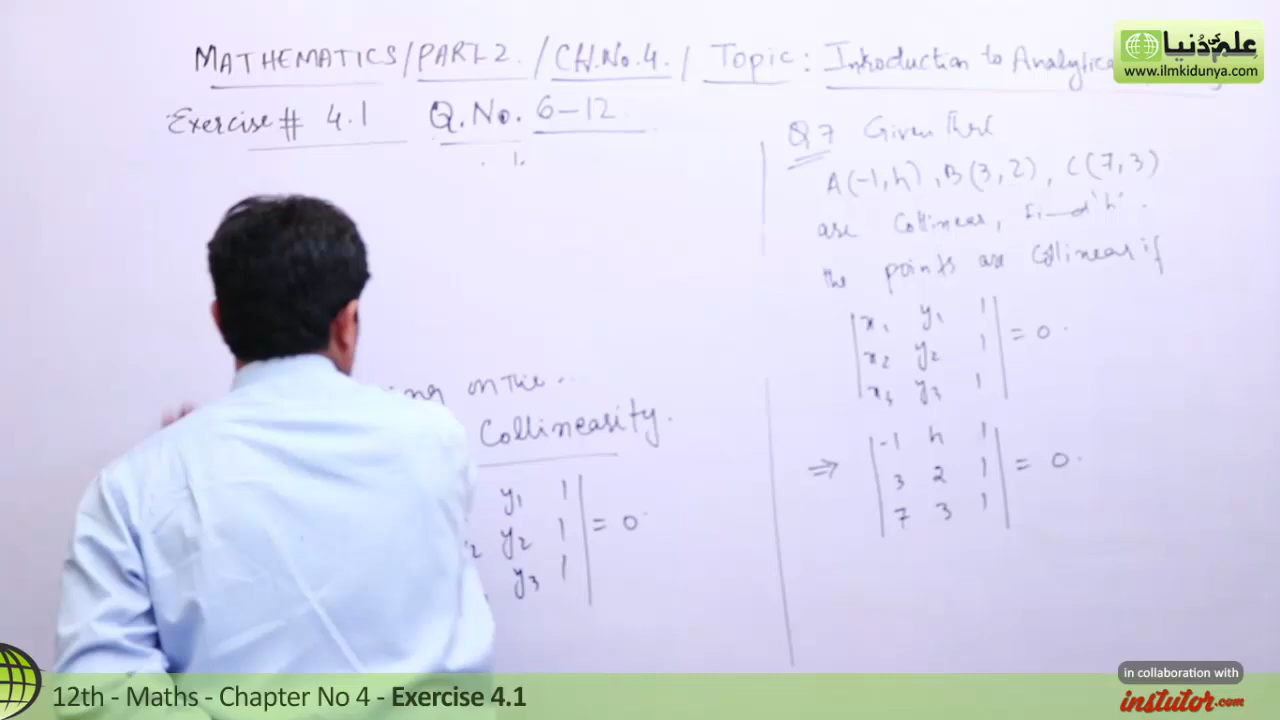 MATHEMATICS/PART 2 / CH.No.4. / Topic: Introduction to Analytical
علم کی دُنیا
www.ilmkidunya.com
Exercise# 4.1 Q.No. 6-12
on the
Collinearity.
y₁ 1
y₂ 1 = 0
y₃ 1
Q7 Given that
A(-1,h), B(3,2), C(7,3)
are Collinear, Find 'h'.
the points are Collinear if
x₁ y₁ 1
x₂ y₂ 1 = 0.
x₃ y₃ 1
-1 h 1
⇒ 3 2 1 = 0.
7 3 1
12th - Maths - Chapter No 4 - Exercise 4.1
in collaboration with
instutor.com